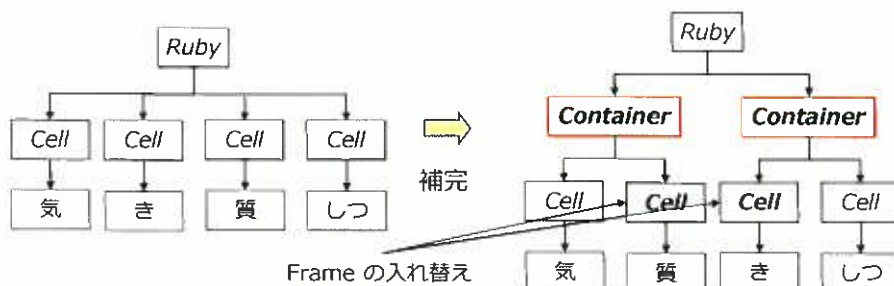 Ruby
Cell Cell Cell Cell
気 き 質 しつ
補完
Ruby
Container Container
Cell Cell Cell Cell
気 質 き しつ
Frame の入れ替え